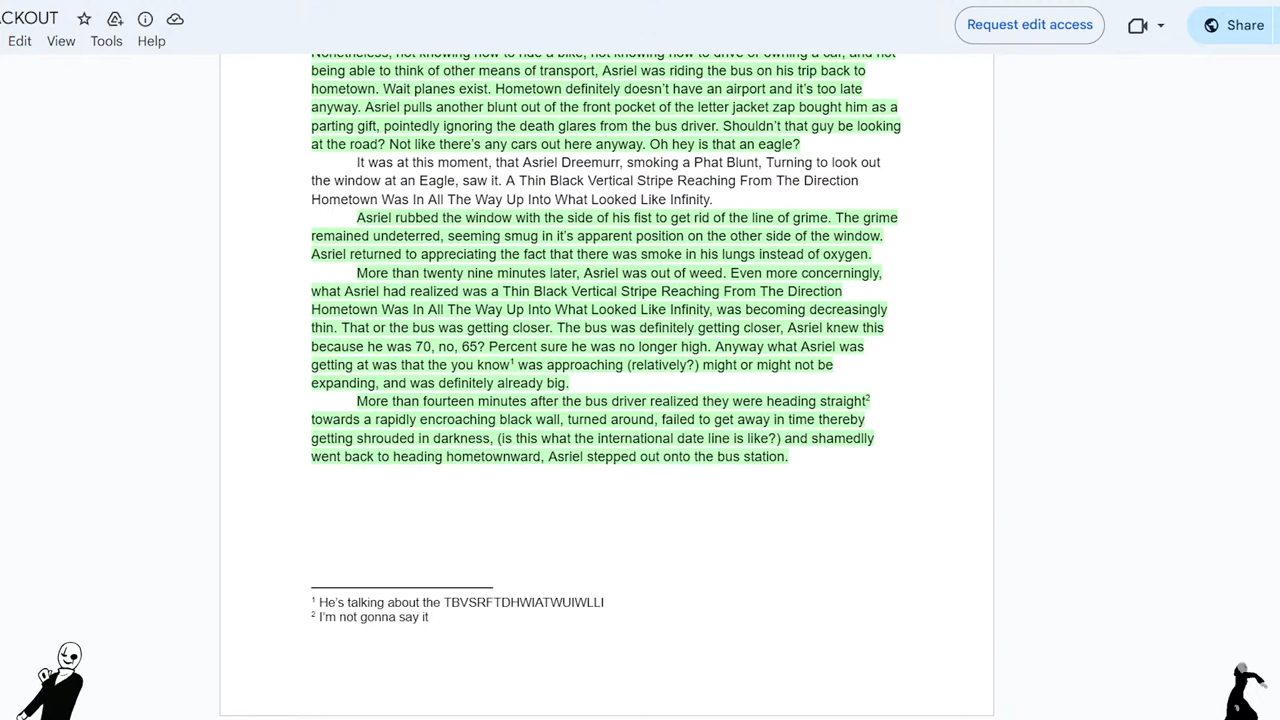 CKOUT
Request edit access
Share
Edit View Tools Help
Nonetheless, not knowing how to ride a bike, not knowing how to drive or owning a car, and not
being able to think of other means of transport, Asriel was riding the bus on his trip back to
hometown. Wait planes exist. Hometown definitely doesn't have an airport and it's too late
anyway. Asriel pulls another blunt out of the front pocket of the letter jacket zap bought him as a
parting gift, pointedly ignoring the death glares from the bus driver. Shouldn't that guy be looking
at the road? Not like there's any cars out here anyway. Oh hey is that an eagle?
It was at this moment, that Asriel Dreemurr, smoking a Phat Blunt, Turning to look out
the window at an Eagle, saw it. A Thin Black Vertical Stripe Reaching From The Direction
Hometown Was In All The Way Up Into What Looked Like Infinity.
Asriel rubbed the window with the side of his fist to get rid of the line of grime. The grime
remained undeterred, seeming smug in it's apparent position on the other side of the window.
Asriel returned to appreciating the fact that there was smoke in his lungs instead of oxygen.
More than twenty nine minutes later, Asriel was out of weed. Even more concerningly,
what Asriel had realized was a Thin Black Vertical Stripe Reaching From The Direction
Hometown Was In All The Way Up Into What Looked Like Infinity, was becoming decreasingly
thin. That or the bus was getting closer. The bus was definitely getting closer, Asriel knew this
because he was 70, no, 65? Percent sure he was no longer high. Anyway what Asriel was
getting at was that the you know¹ was approaching (relatively?) might or might not be
expanding, and was definitely already big.
More than fourteen minutes after the bus driver realized they were heading straight²
towards a rapidly encroaching black wall, turned around, failed to get away in time thereby
getting shrouded in darkness, (is this what the international date line is like?) and shamedlly
went back to heading hometownward, Asriel stepped out onto the bus station.
¹ He's talking about the TBVSRFTDHWIATWUIWLLI
² I'm not gonna say it